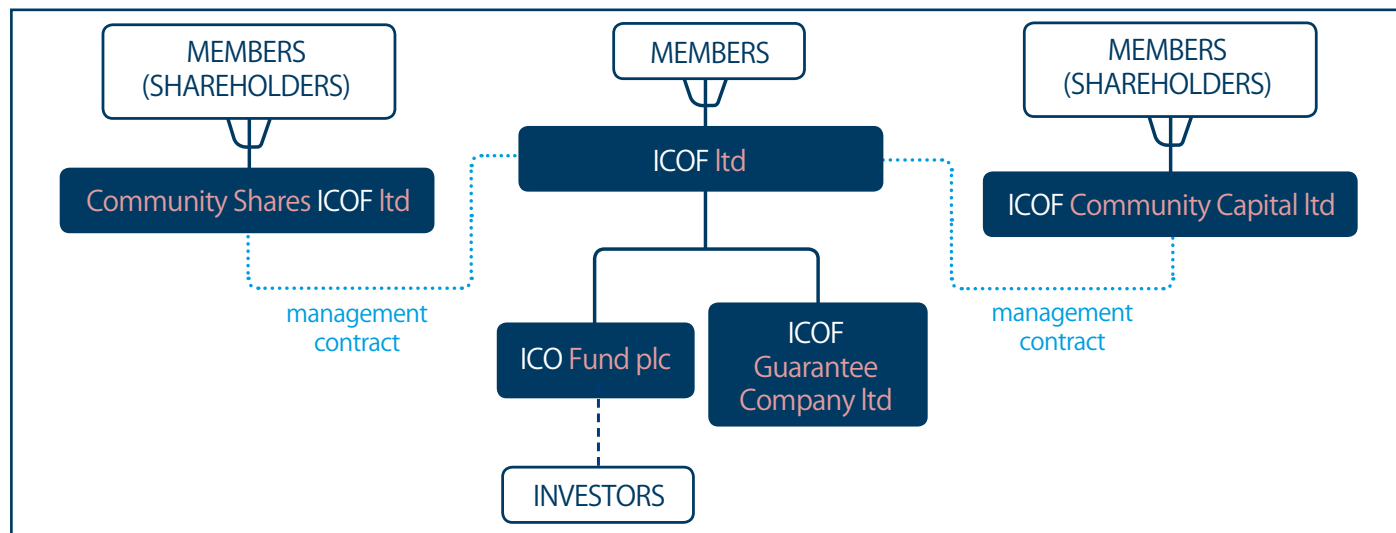 MEMBERS
(SHAREHOLDERS)
MEMBERS
MEMBERS
(SHAREHOLDERS)
Community Shares ICOF ltd
ICOF ltd
ICOF Community Capital ltd
management
contract
management
contract
ICO Fund plc
ICOF
Guarantee
Company ltd
INVESTORS